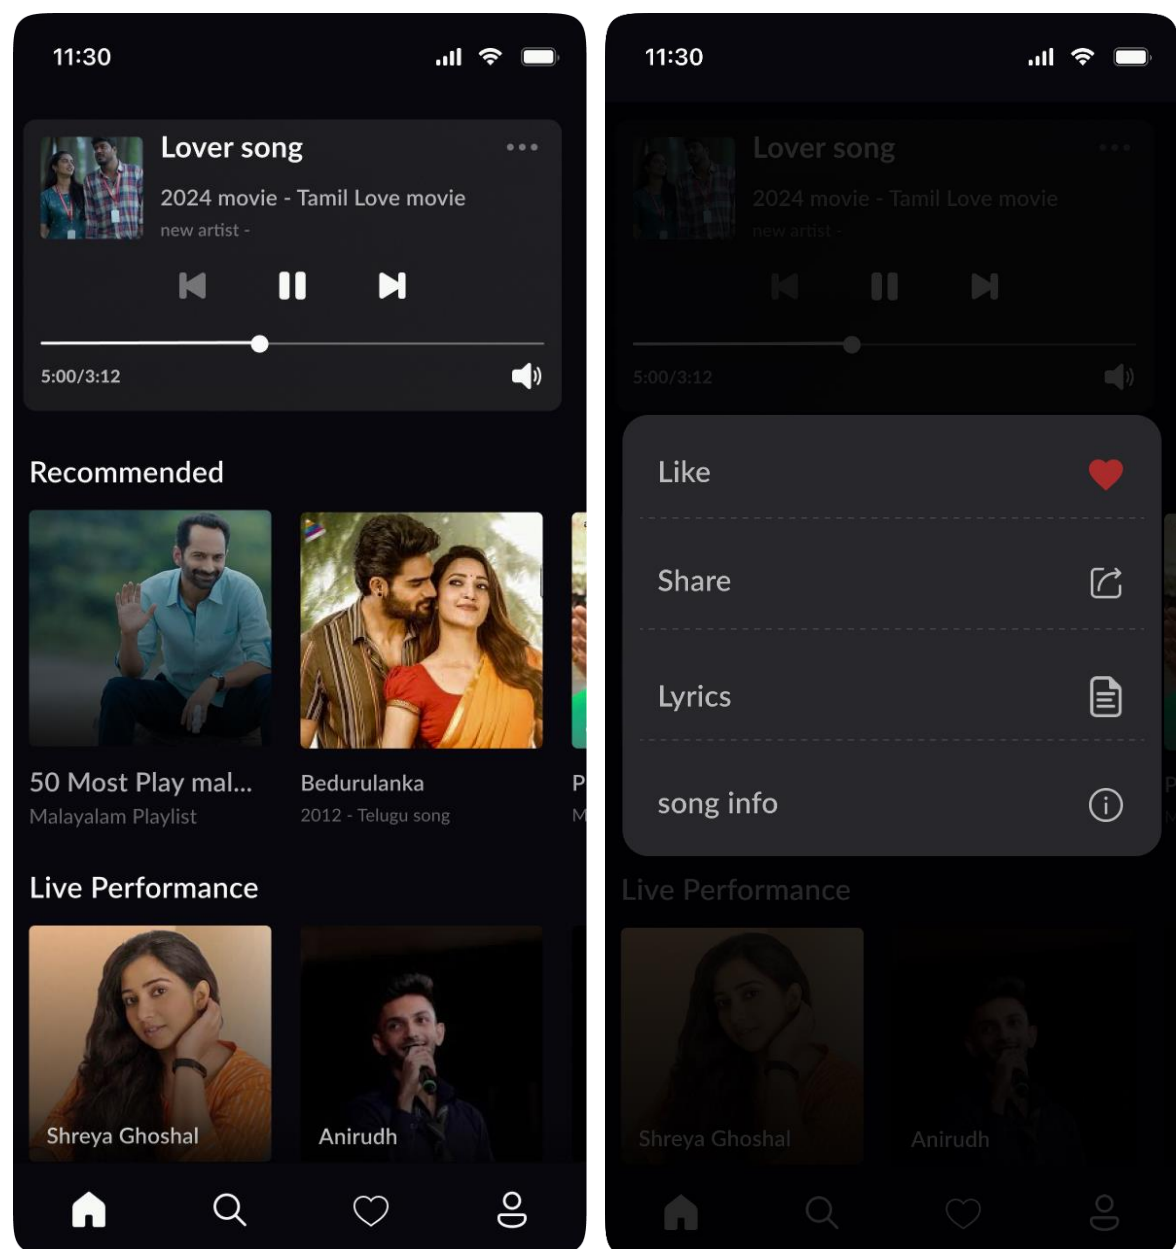 11:30
Lover song
2024 movie - Tamil Love movie
new artist -
5:00/3:12
Recommended
50 Most Play mal...
Malayalam Playlist
Bedurulanka
2012 - Telugu song
P
M
Live Performance
Shreya Ghoshal
Anirudh
11:30
Lover song
2024 movie - Tamil Love movie
new artist -
5:00/3:12
Like
Share
Lyrics
song info
P
M
Live Performance
Shreya Ghoshal
Anirudh